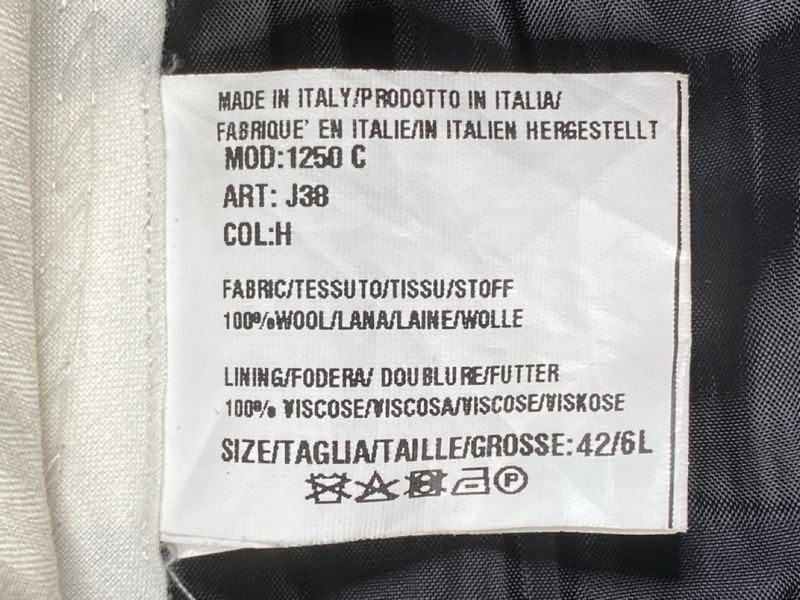 MADE IN ITALY/PRODOTTO IN ITALIA/
FABRIQUE' EN ITALIE/IN ITALIEN HERGESTELLT
MOD:1250 C
ART: J38
COL:H
FABRIC/TESSUTO/TISSU/STOFF
100%WOOL/LANA/LAINE/WOLLE
LINING/FODERA/ DOUBLURE/FUTTER
100% VISCOSE/VISCOSA/VISCOSE/VISKOSE
SIZE/TAGLIA/TAILLE/GROSSE:42/6L
P